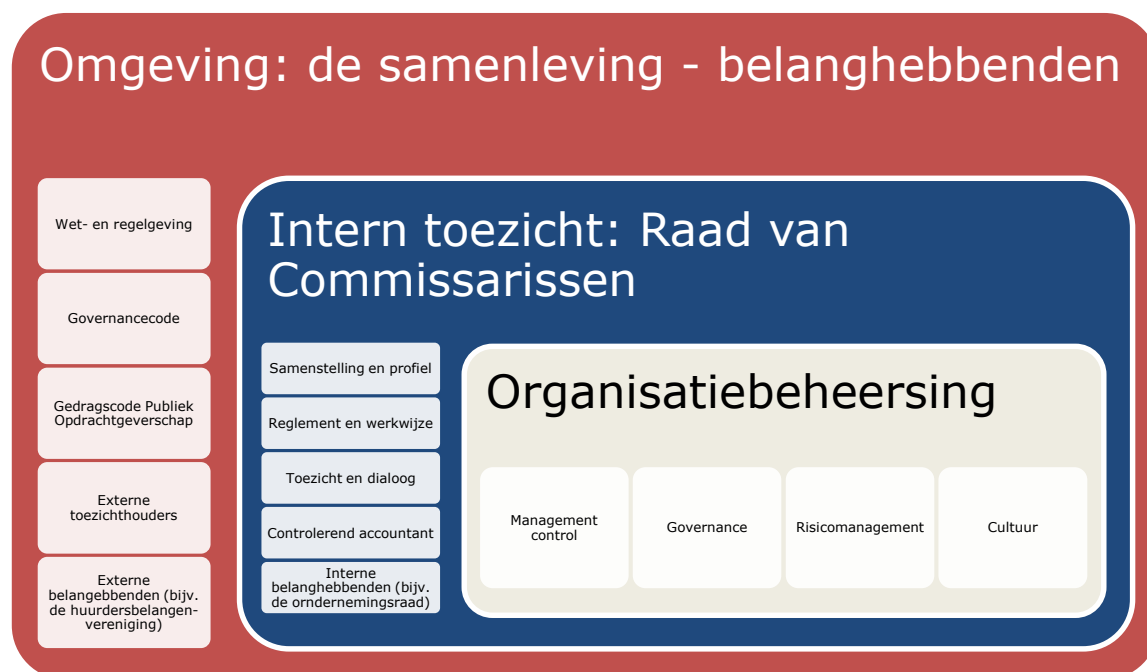 Omgeving: de samenleving - belanghebbenden
Wet- en regelgeving
Governancecode
Gedragscode Publiek
Opdrachtgeverschap
Externe
toezichthouders
Externe
belangebbenden (bijv.
de huurdersbelangen-
vereniging)
Intern toezicht: Raad van
Commissarissen
Samenstelling en profiel
Reglement en werkwijze
Toezicht en dialoog
Controlerend accountant
Interne
belanghebbenden (bijv.
de orndernemingsraad)
Organisatiebeheersing
Management
control
Governance
Risicomanagement
Cultuur